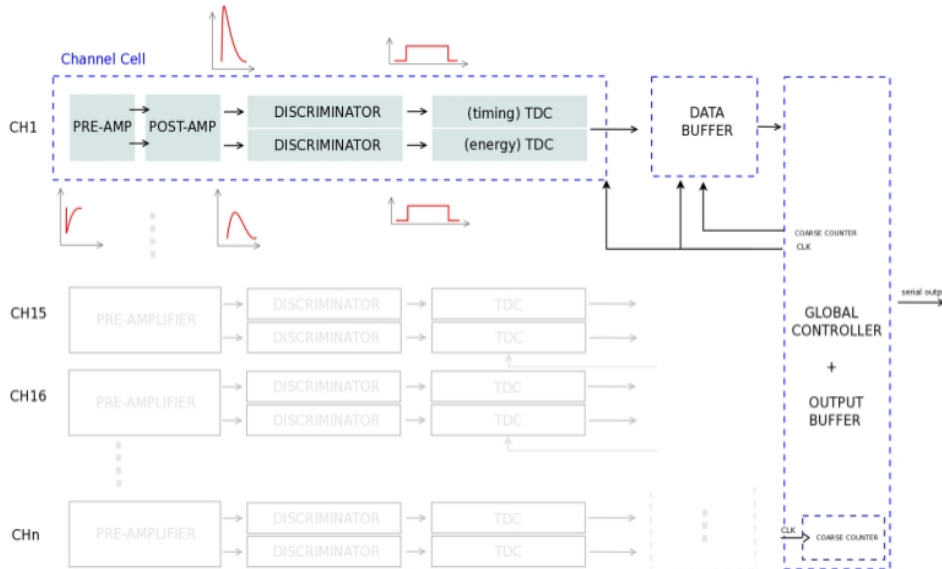 Channel Cell
CH1
PRE-AMP
POST-AMP
DISCRIMINATOR
(timing) TDC
DISCRIMINATOR
(energy) TDC
DATA
BUFFER
COARSE COUNTER
CLK
CH15
PRE-AMPLIFIER
DISCRIMINATOR
TDC
DISCRIMINATOR
TDC
CH16
PRE-AMPLIFIER
DISCRIMINATOR
TDC
DISCRIMINATOR
TDC
GLOBAL
CONTROLLER
+
OUTPUT
BUFFER
serial outp
CHn
PRE-AMPLIFIER
DISCRIMINATOR
TDC
DISCRIMINATOR
TDC
CLK
COARSE COUNTER